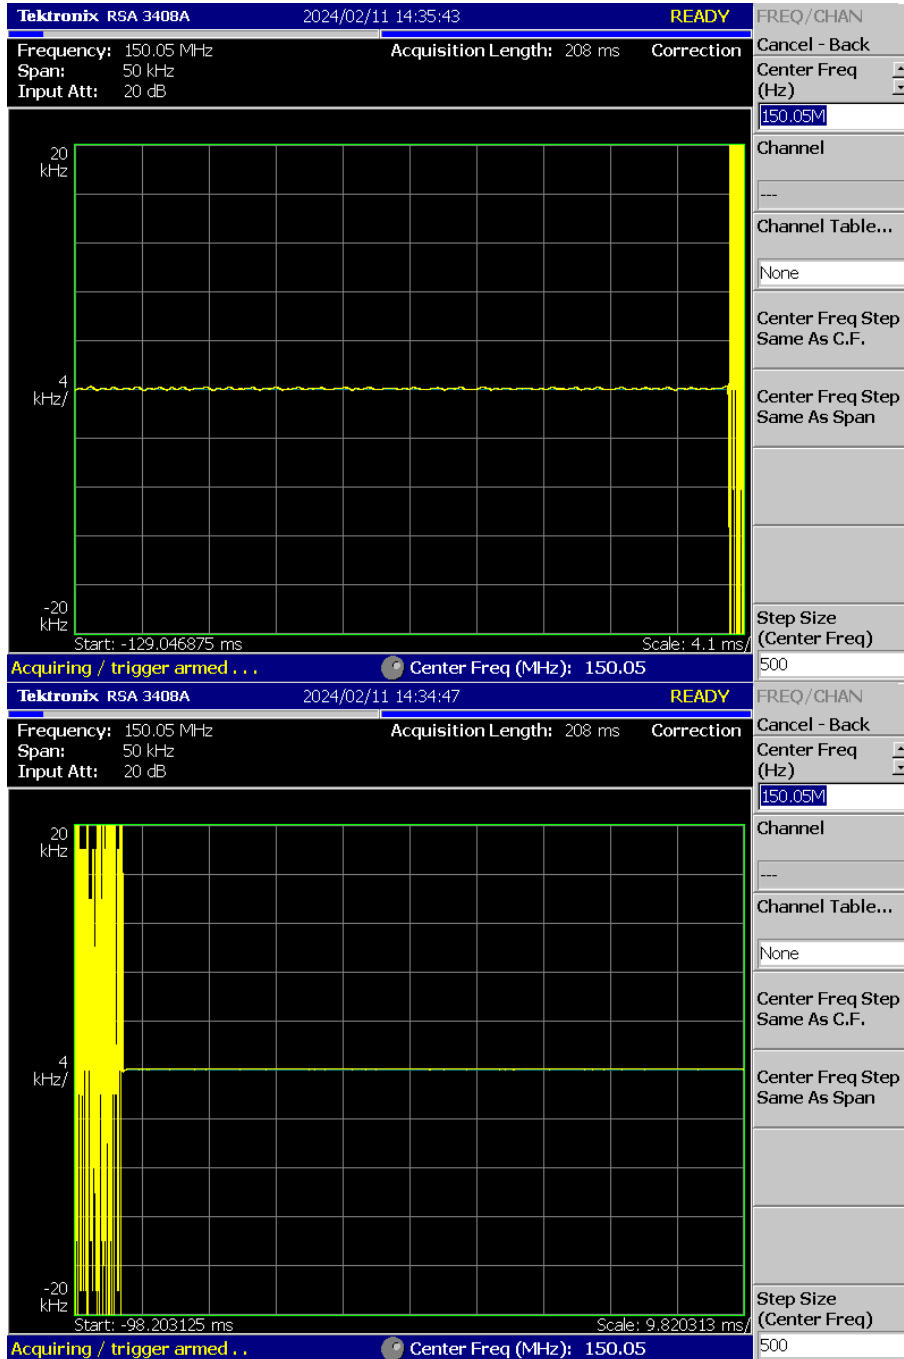 Tektronix RSA 3408A 2024/02/11 14:35:43 READY FREQ/CHAN
Frequency: 150.05 MHz Acquisition Length: 208 ms Correction
Span: 50 kHz
Input Att: 20 dB
Cancel - Back
Center Freq
(Hz)
150.05M
Channel
---
Channel Table...
None
Center Freq Step
Same As C.F.
Center Freq Step
Same As Span
Step Size
(Center Freq)
500
20
kHz
4
kHz/
-20
kHz
Start: -129.046875 ms Scale: 4.1 ms/
Acquiring / trigger armed . . . Center Freq (MHz): 150.05
Tektronix RSA 3408A 2024/02/11 14:34:47 READY FREQ/CHAN
Frequency: 150.05 MHz Acquisition Length: 208 ms Correction
Span: 50 kHz
Input Att: 20 dB
Cancel - Back
Center Freq
(Hz)
150.05M
Channel
---
Channel Table...
None
Center Freq Step
Same As C.F.
Center Freq Step
Same As Span
Step Size
(Center Freq)
500
20
kHz
4
kHz/
-20
kHz
Start: -98.203125 ms Scale: 9.820313 ms/
Acquiring / trigger armed . . Center Freq (MHz): 150.05